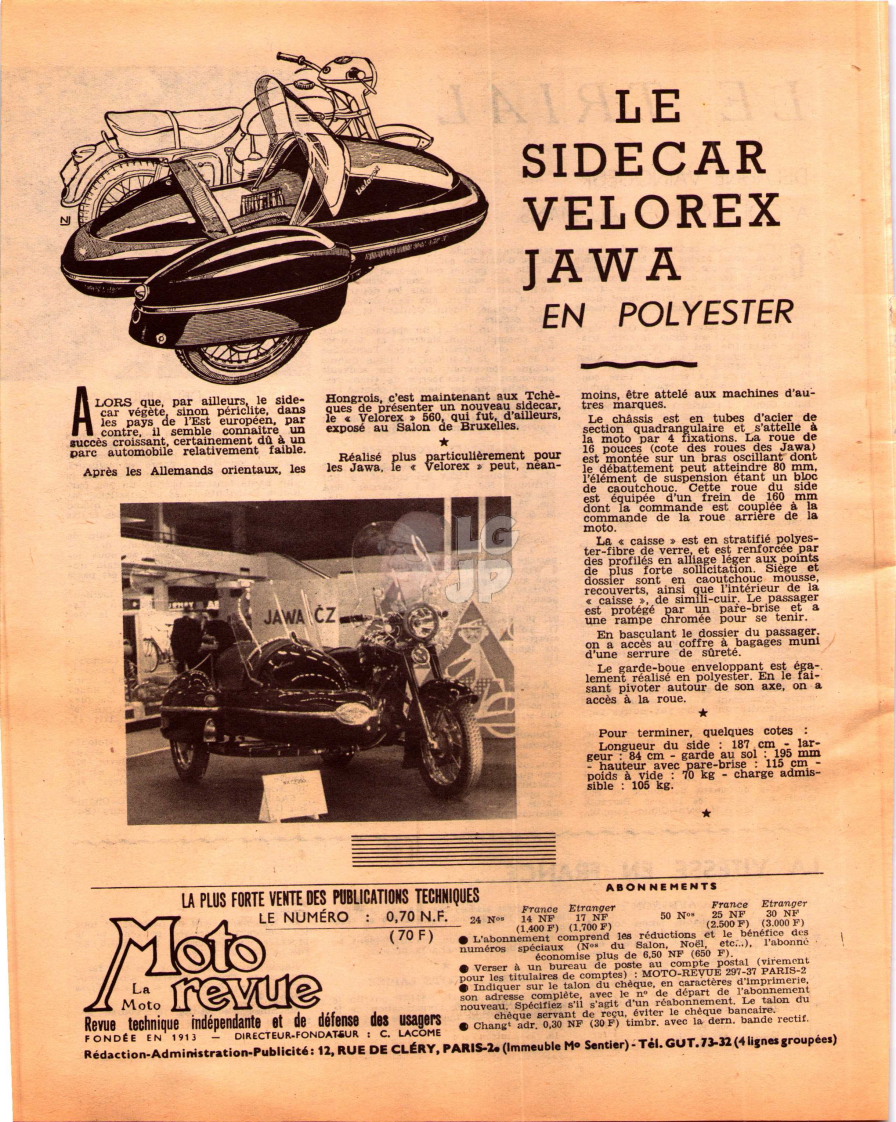 LE
SIDECAR
VELOREX
JAWA
EN POLYESTER
Velorex
ALORS que, par ailleurs, le side-
car végète, sinon périclite, dans
les pays de l'Est européen, par
contre, il semble connaître un
succès croissant, certainement dû à un
parc automobile relativement faible.
Après les Allemands orientaux, les
Hongrois, c'est maintenant aux Tchè-
ques de présenter un nouveau sidecar,
le « Velorex » 560, qui fut, d'ailleurs,
exposé au Salon de Bruxelles.
★
Réalisé plus particulièrement pour
les Jawa, le « Velorex » peut, néan-
moins, être attelé aux machines d'au-
tres marques.
Le châssis est en tubes d'acier de
section quadrangulaire et s'attelle à
la moto par 4 fixations. La roue de
16 pouces (cote des roues des Jawa)
est montée sur un bras oscillant dont
le débattement peut atteindre 80 mm,
l'élément de suspension étant un bloc
de caoutchouc. Cette roue du side
est équipée d'un frein de 160 mm
dont la commande est couplée à la
commande de la roue arrière de la
moto.
La « caisse » est en stratifié polyes-
ter-fibre de verre, et est renforcée par
des profilés en alliage léger aux points
de plus forte sollicitation. Siège et
dossier sont en caoutchouc mousse,
recouverts, ainsi que l'intérieur de la
« caisse », de simili-cuir. Le passager
est protégé par un pare-brise et a
une rampe chromée pour se tenir.
En basculant le dossier du passager,
on a accès au coffre à bagages muni
d'une serrure de sûreté.
Le garde-boue enveloppant est éga-
lement réalisé en polyester. En le fai-
sant pivoter autour de son axe, on a
accès à la roue.
★
Pour terminer, quelques cotes :
Longueur du side : 187 cm - lar-
geur : 84 cm - garde au sol : 195 mm
- hauteur avec pare-brise : 115 cm -
poids à vide : 70 kg - charge admis-
sible : 105 kg.
★
JAWA ČZ
LG
JP
LA PLUS FORTE VENTE DES PUBLICATIONS TECHNIQUES
LE NUMÉRO : 0,70 N.F.
(70 F)
La
Moto
Moto
revue
Revue technique indépendante et de défense des usagers
FONDÉE EN 1913 — DIRECTEUR-FONDATEUR : C. LACOME
ABONNEMENTS
France Etranger France Etranger
24 Nos 14 NF 17 NF 50 Nos 25 NF 30 NF
(1.400 F) (1.700 F) (2.500 F) (3.000 F)
● L'abonnement comprend les réductions et le bénéfice des
numéros spéciaux (Nos du Salon, Noël, etc...), l'abonné
économise plus de 6,50 NF (650 F).
● Verser à un bureau de poste au compte postal (virement
pour les titulaires de comptes) : MOTO-REVUE 297-37 PARIS-2
● Indiquer sur le talon du chèque, en caractères d'imprimerie,
son adresse complète, avec le n° de départ de l'abonnement
nouveau. Spécifiez s'il s'agit d'un réabonnement. Le talon du
chèque servant de reçu, éviter le chèque bancaire.
● Changt adr. 0,30 NF (30 F) timbr. avec la dern. bande rectif.
Rédaction-Administration-Publicité : 12, RUE DE CLÉRY, PARIS-2e (Immeuble Mo Sentier) - Tél. GUT. 73-32 (4 lignes groupées)